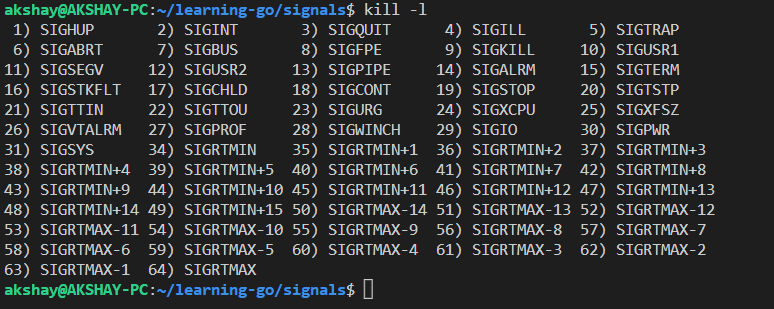 akshay@AKSHAY-PC:~/learning-go/signals$ kill -l
 1) SIGHUP       2) SIGINT       3) SIGQUIT      4) SIGILL       5) SIGTRAP
 6) SIGABRT      7) SIGBUS       8) SIGFPE       9) SIGKILL     10) SIGUSR1
11) SIGSEGV     12) SIGUSR2     13) SIGPIPE     14) SIGALRM     15) SIGTERM
16) SIGSTKFLT   17) SIGCHLD     18) SIGCONT     19) SIGSTOP     20) SIGTSTP
21) SIGTTIN     22) SIGTTOU     23) SIGURG      24) SIGXCPU     25) SIGXFSZ
26) SIGVTALRM   27) SIGPROF     28) SIGWINCH    29) SIGIO       30) SIGPWR
31) SIGSYS      34) SIGRTMIN    35) SIGRTMIN+1  36) SIGRTMIN+2  37) SIGRTMIN+3
38) SIGRTMIN+4  39) SIGRTMIN+5  40) SIGRTMIN+6  41) SIGRTMIN+7  42) SIGRTMIN+8
43) SIGRTMIN+9  44) SIGRTMIN+10 45) SIGRTMIN+11 46) SIGRTMIN+12 47) SIGRTMIN+13
48) SIGRTMIN+14 49) SIGRTMIN+15 50) SIGRTMAX-14 51) SIGRTMAX-13 52) SIGRTMAX-12
53) SIGRTMAX-11 54) SIGRTMAX-10 55) SIGRTMAX-9  56) SIGRTMAX-8  57) SIGRTMAX-7
58) SIGRTMAX-6  59) SIGRTMAX-5  60) SIGRTMAX-4  61) SIGRTMAX-3  62) SIGRTMAX-2
63) SIGRTMAX-1  64) SIGRTMAX
akshay@AKSHAY-PC:~/learning-go/signals$